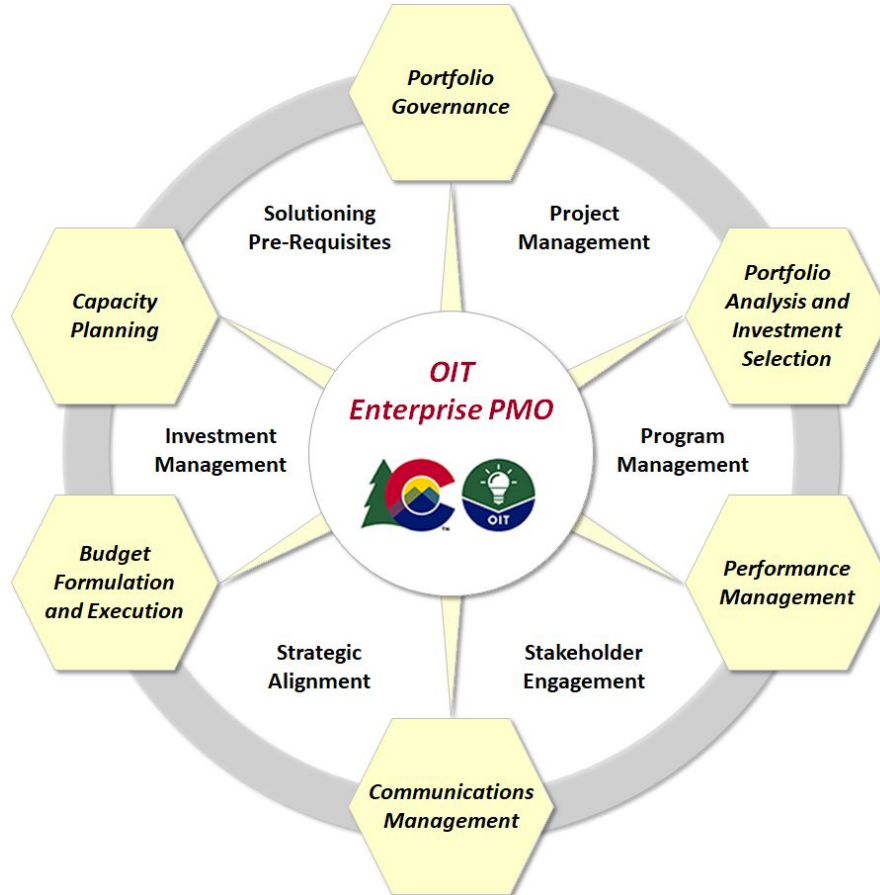 Portfolio
Governance
Solutioning
Pre-Requisites
Project
Management
Capacity
Planning
Portfolio
Analysis and
Investment
Selection
OIT
Enterprise PMO
Investment
Management
Program
Management
OIT
TM
Budget
Formulation
and Execution
Performance
Management
Strategic
Alignment
Stakeholder
Engagement
Communications
Management